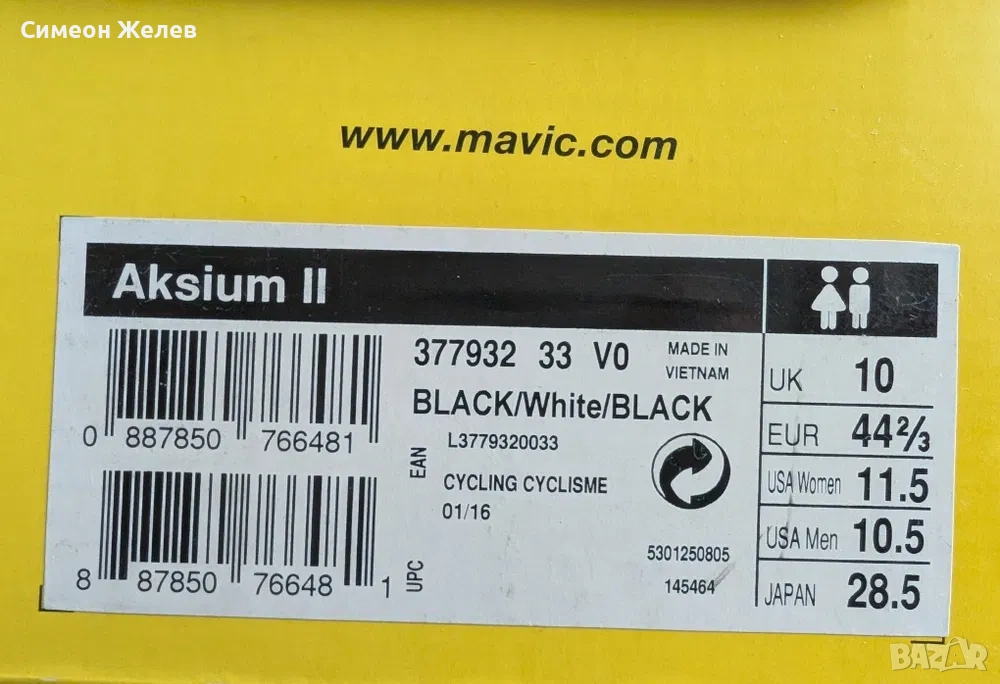 Симеон Желев
www.mavic.com
Aksium II
377932 33 V0
MADE IN
VIETNAM
BLACK/White/BLACK
L3779320033
0 887850 766481
EAN
CYCLING CYCLISME
01/16
5301250805
145464
8 87850 76648 1
UPC
UK 10
EUR 44⅔
USA Women 11.5
USA Men 10.5
JAPAN 28.5
BAZAR